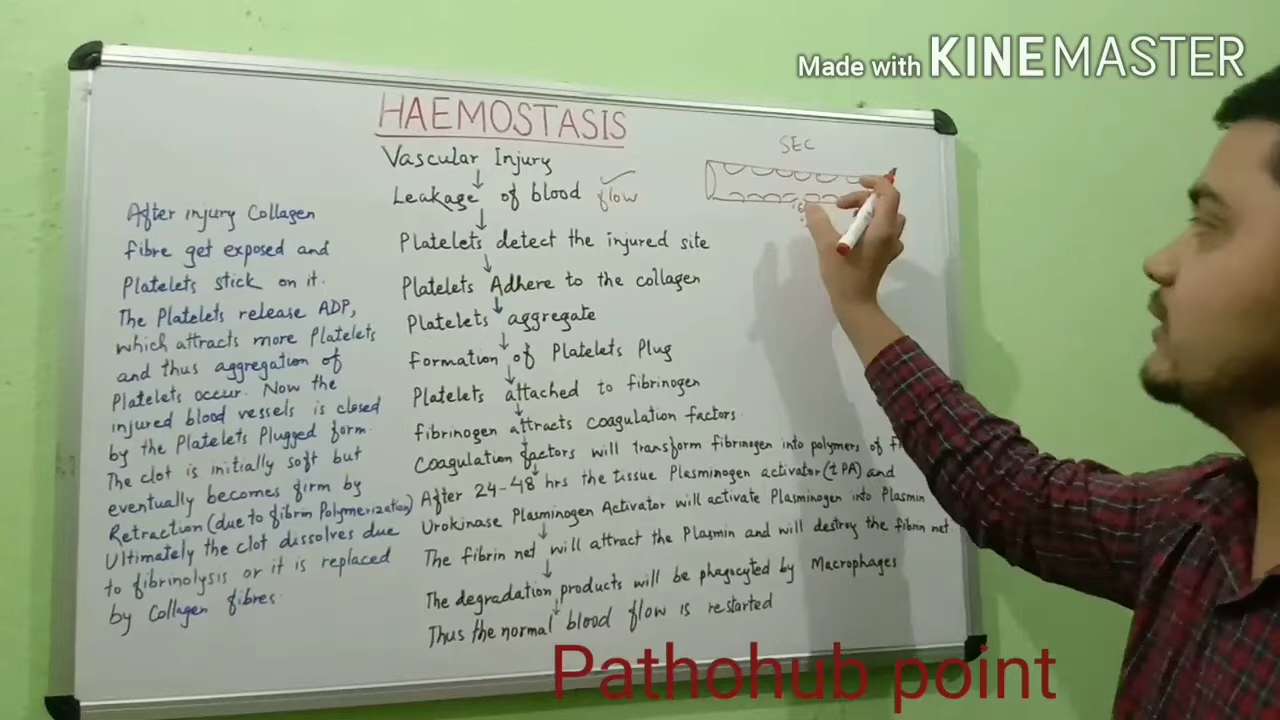 Made with KINEMASTER
HAEMOSTASIS
SEC
Vascular Injury
Leakage of blood flow
Platelets detect the injured site
Platelets Adhere to the collagen
Platelets aggregate
Formation of Platelets Plug
Platelets attached to fibrinogen
fibrinogen attracts coagulation factors
Coagulation factors will transform fibrinogen into polymers of
After 24-48 hrs the tissue Plasminogen activator (t PA) and
Urokinase Plasminogen Activator will activate Plasminogen into Plasmin
The fibrin net will attract the Plasmin and will destroy the fibrin net
The degradation products will be phagocyted by Macrophages
Thus the normal blood flow is restarted
After injury Collagen
fibre get exposed and
Platelets stick on it.
The Platelets release ADP,
which attracts more Platelets
and thus aggregation of
Platelets occur. Now the
injured blood vessels is closed
by the Platelets Plugged form.
The clot is initially soft but
eventually becomes firm by
Retraction (due to fibrin Polymerization)
Ultimately the clot dissolves due
to fibrinolysis or it is replaced
by Collagen fibres.
Pathohub point